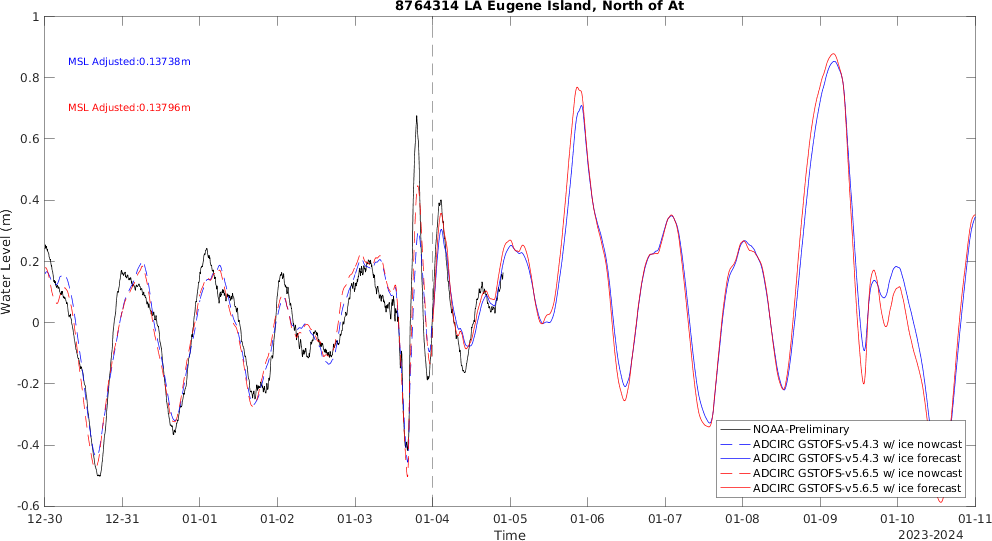 8764314 LA Eugene Island, North of At
MSL Adjusted:0.13738m
MSL Adjusted:0.13796m
Water Level (m)
1
0.8
0.6
0.4
0.2
0
-0.2
-0.4
-0.6
NOAA-Preliminary
ADCIRC GSTOFS-v5.4.3 w/ ice nowcast
ADCIRC GSTOFS-v5.4.3 w/ ice forecast
ADCIRC GSTOFS-v5.6.5 w/ ice nowcast
ADCIRC GSTOFS-v5.6.5 w/ ice forecast
12-30 12-31 01-01 01-02 01-03 01-04 01-05 01-06 01-07 01-08 01-09 01-10 01-11
Time
2023-2024